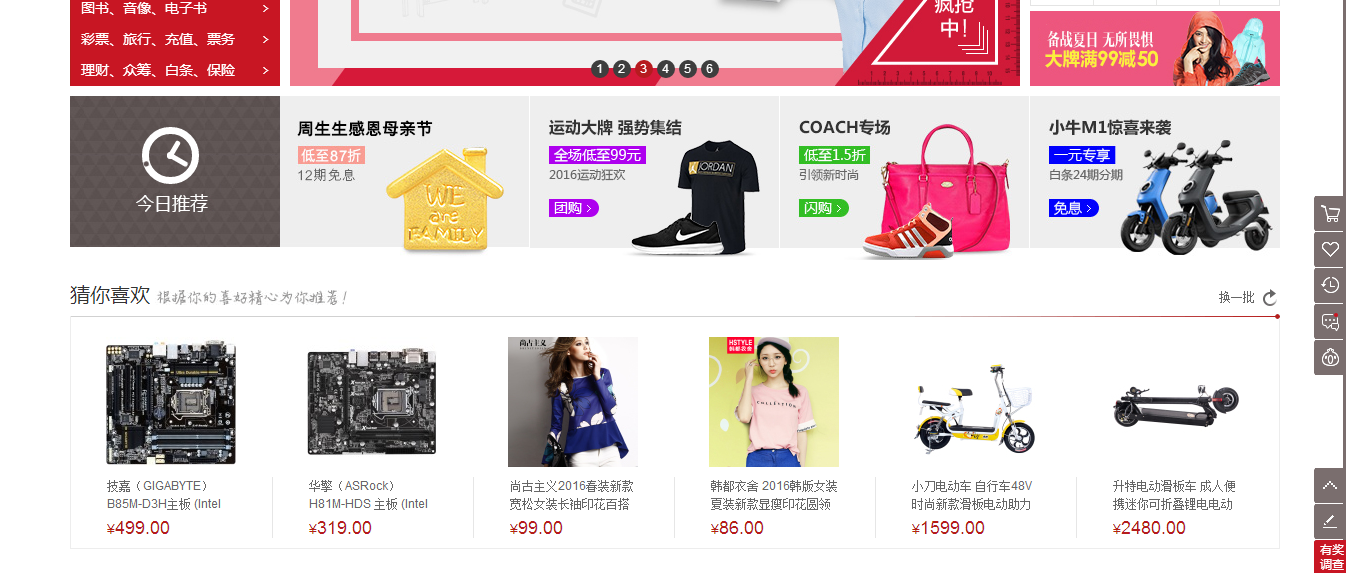 图书、音像、电子书 >
彩票、旅行、充值、票务 >
理财、众筹、白条、保险 >
疯抢
中!
1 2 3 4 5 6
备战夏日 无所畏惧
大牌满99减50
今日推荐
周生生感恩母亲节
低至87折
12期免息
WE
are
FAMILY
运动大牌 强势集结
全场低至99元
2016运动狂欢
团购 >
JORDAN
COACH专场
低至1.5折
引领新时尚
闪购 >
小牛M1惊喜来袭
一元专享
白条24期分期
免息 >
猜你喜欢 根据你的喜好精心为你推荐!
换一批
尚古主义
HSTYLE
韩都衣舍
COLLECTION
技嘉（GIGABYTE）
B85M-D3H主板 (Intel
¥499.00
华擎（ASRock）
H81M-HDS 主板 (Intel
¥319.00
尚古主义2016春装新款
宽松女装长袖印花百搭
¥99.00
韩都衣舍 2016韩版女装
夏装新款显瘦印花圆领
¥86.00
小刀电动车 自行车48V
时尚新款滑板电动助力
¥1599.00
升特电动滑板车 成人便
携迷你可折叠锂电电动
¥2480.00
有奖
调查